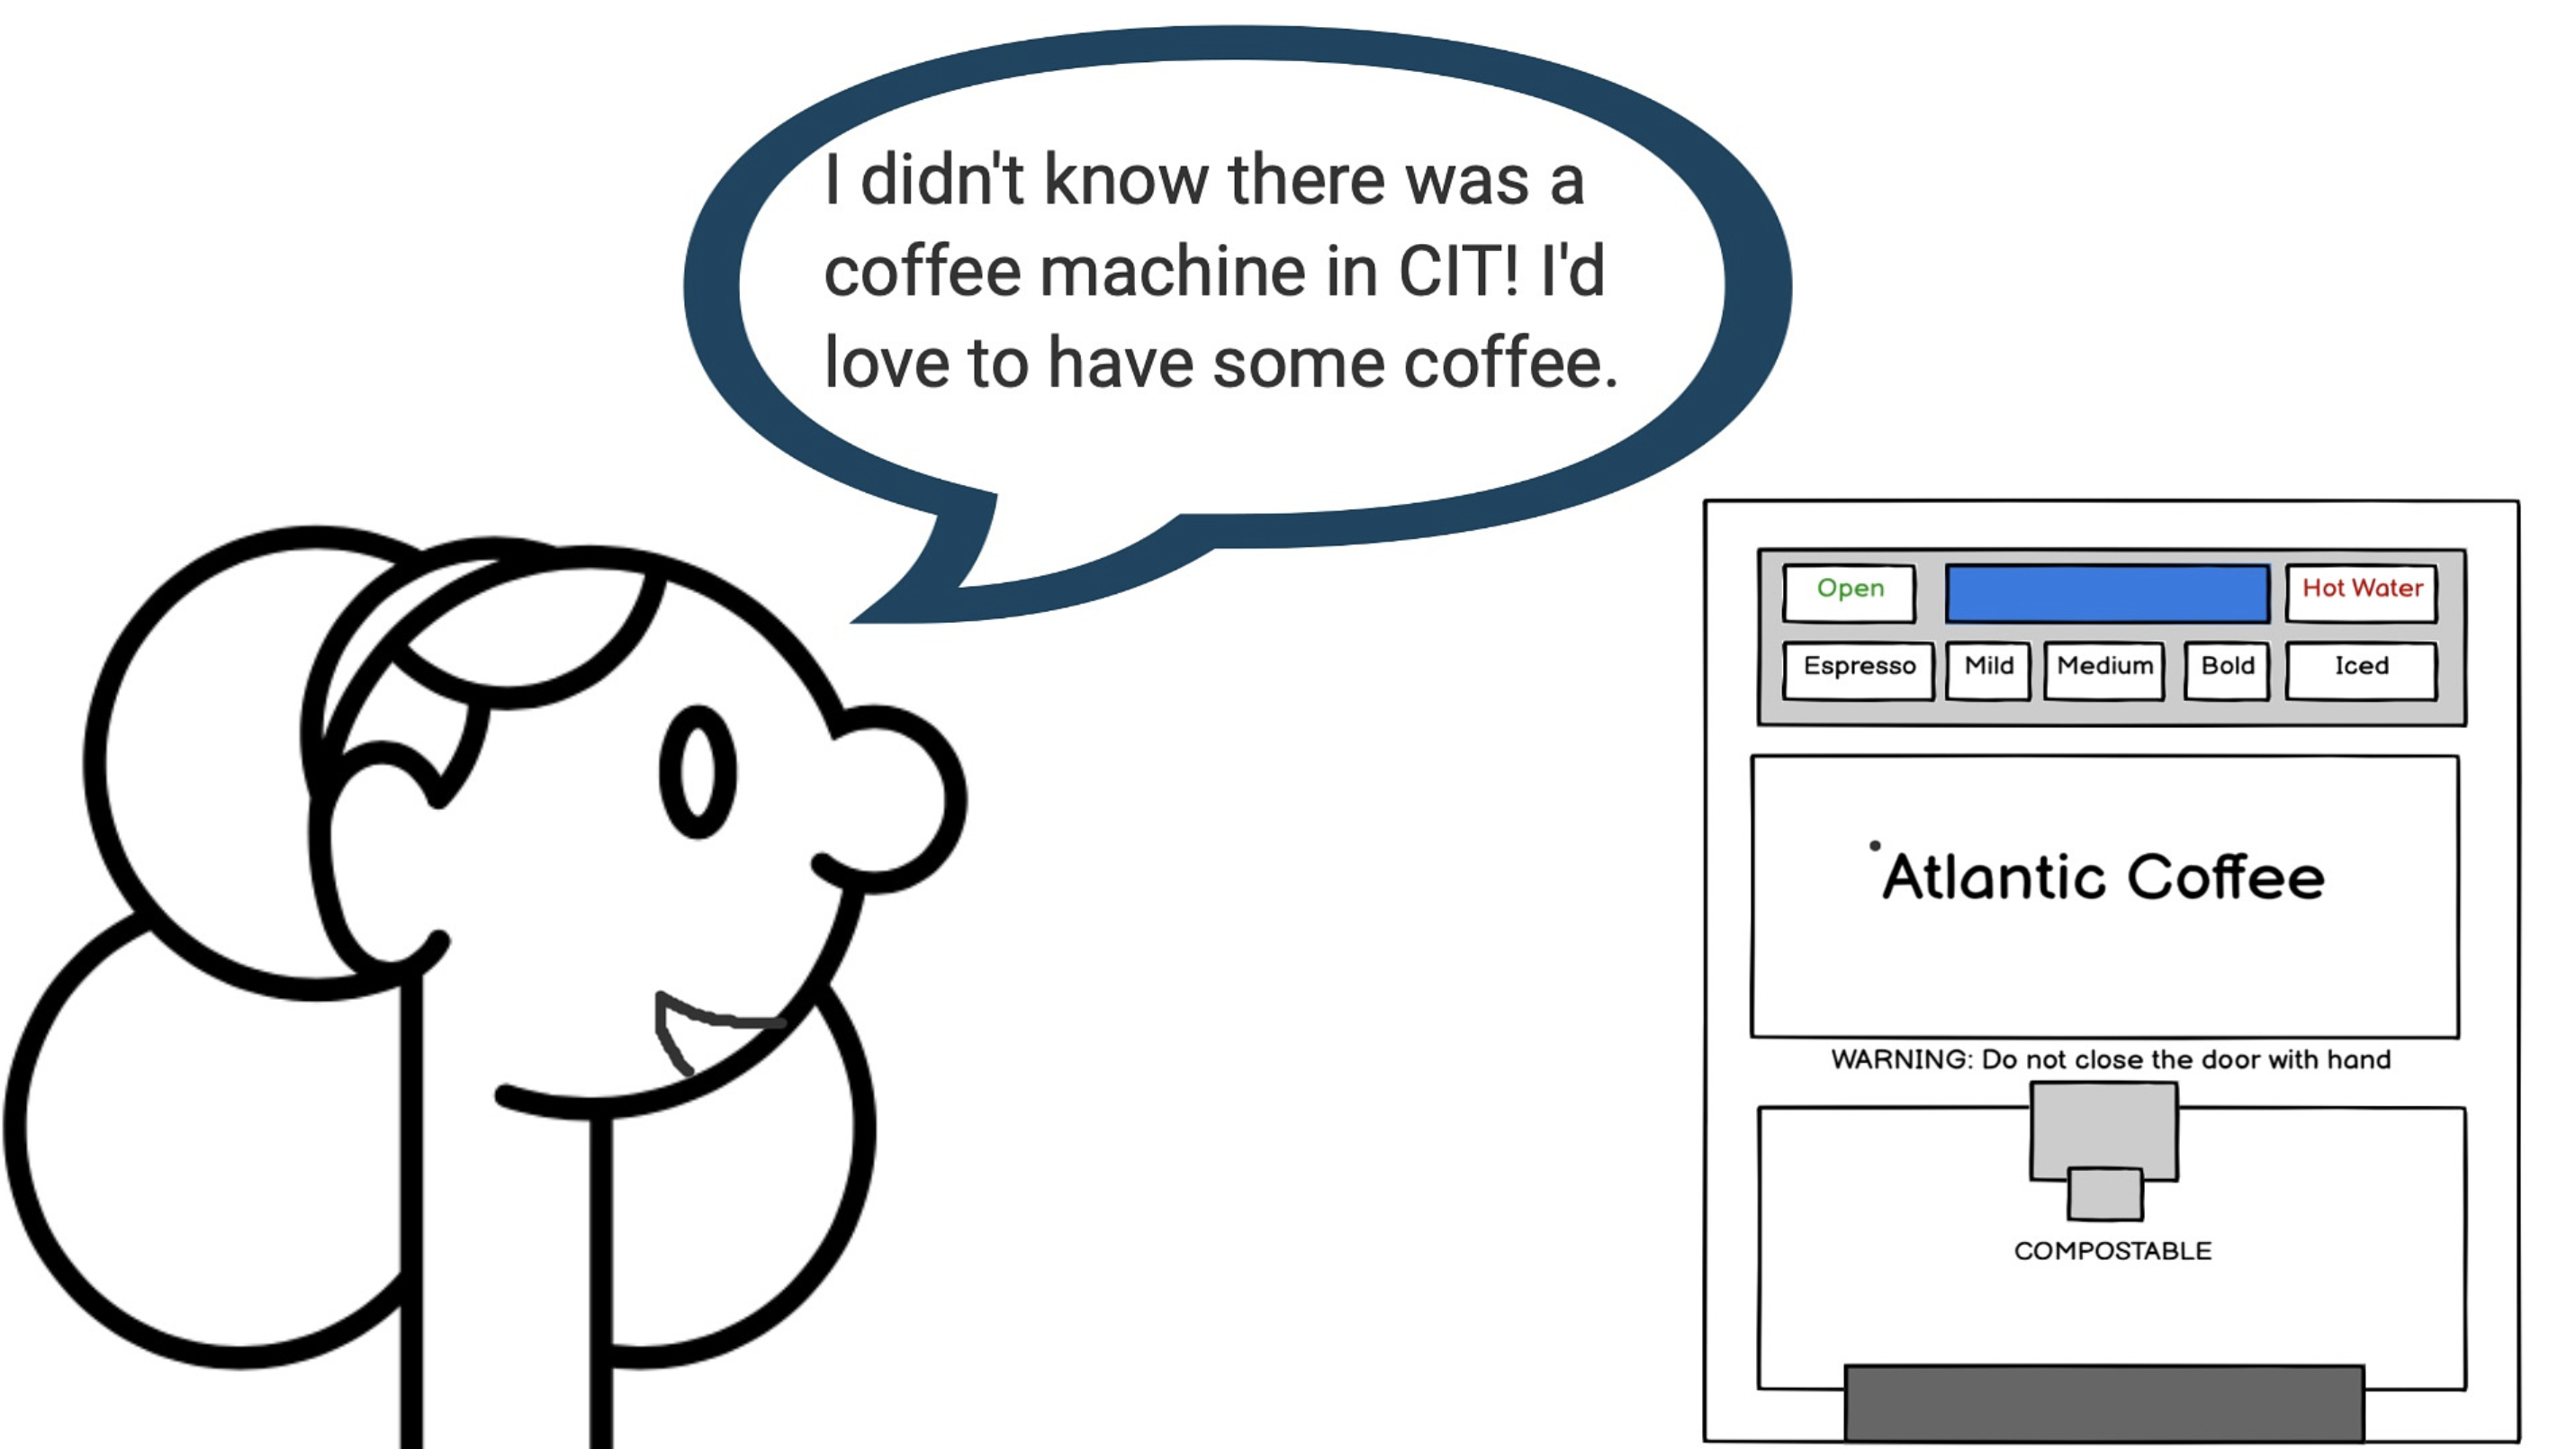 I didn't know there was a
coffee machine in CIT! I'd
love to have some coffee.
Open
Hot Water
Espresso Mild Medium Bold Iced
Atlantic Coffee
WARNING: Do not close the door with hand
COMPOSTABLE